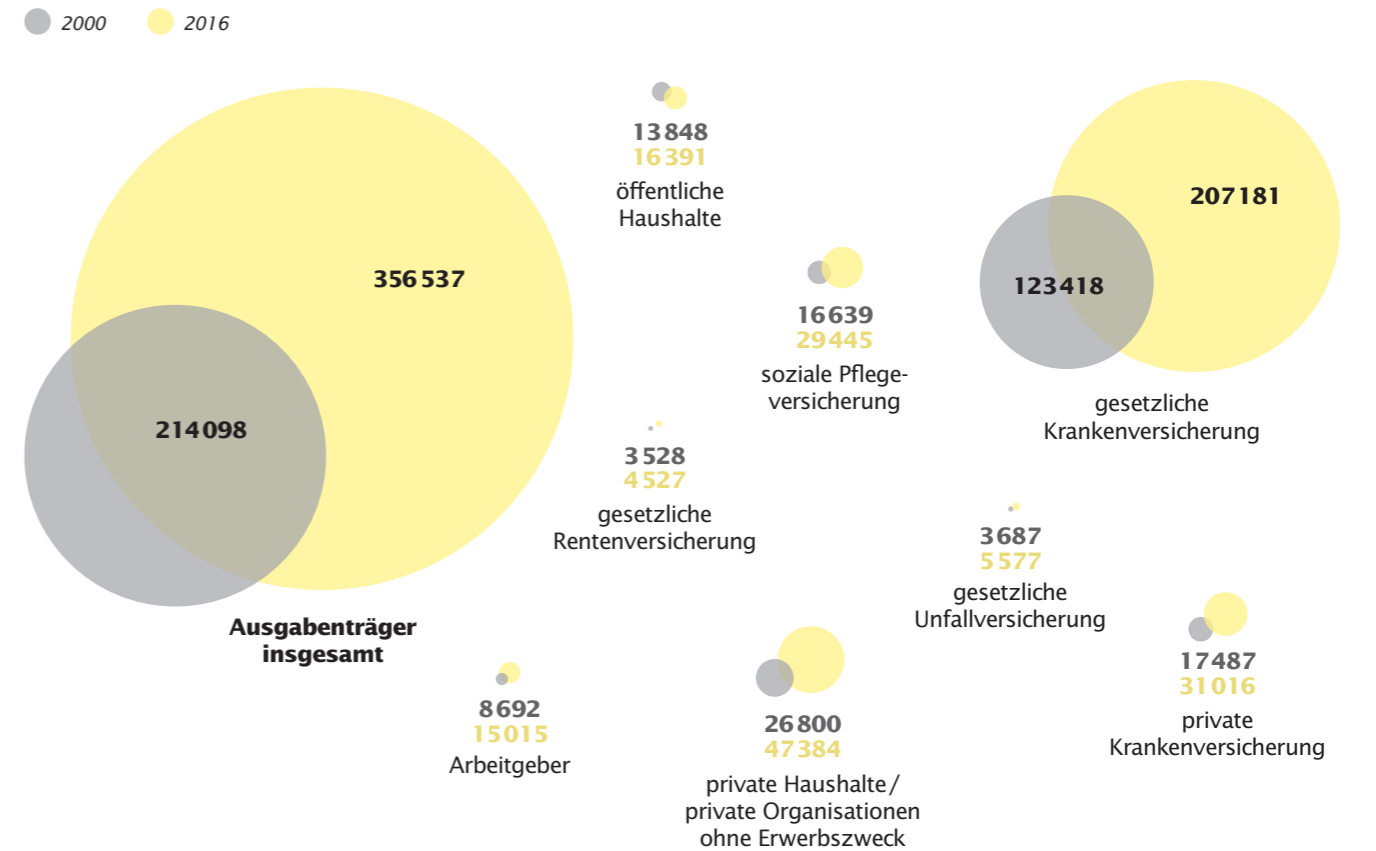 2000
2016
356 537
214 098
Ausgabenträger
insgesamt
13 848
16 391
öffentliche
Haushalte
16 639
29 445
soziale Pflege-
versicherung
207 181
123 418
gesetzliche
Krankenversicherung
3 528
4 527
gesetzliche
Rentenversicherung
3 687
5 577
gesetzliche
Unfallversicherung
8 692
15 015
Arbeitgeber
26 800
47 384
private Haushalte/
private Organisationen
ohne Erwerbszweck
17 487
31 016
private
Krankenversicherung